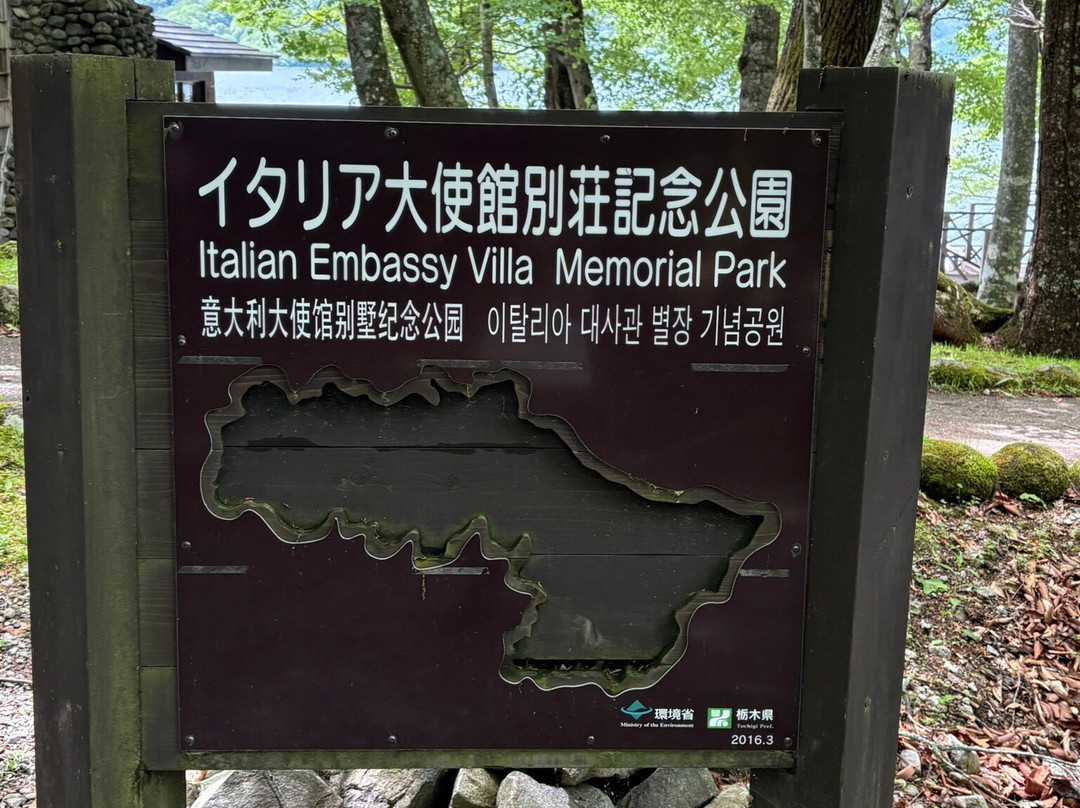 イタリア大使館別荘記念公園
Italian Embassy Villa Memorial Park
意大利大使馆别墅纪念公园 이탈리아 대사관 별장 기념공원
環境省 栃木県
Ministry of the Environment Tochigi Pref.
2016.3